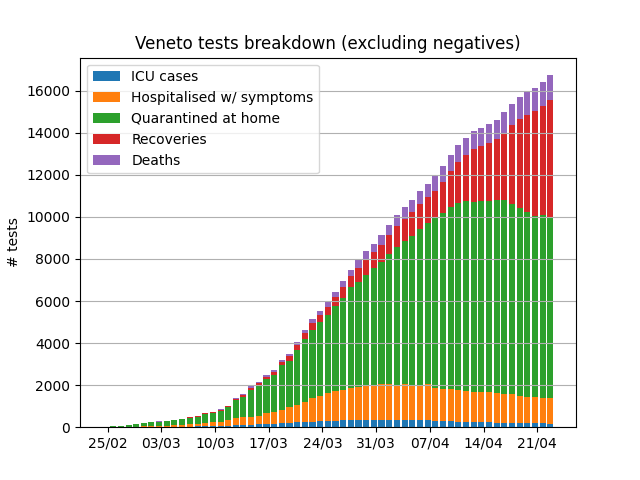 Veneto tests breakdown (excluding negatives)
ICU cases
Hospitalised w/ symptoms
Quarantined at home
Recoveries
Deaths
# tests
16000
14000
12000
10000
8000
6000
4000
2000
0
25/02 03/03 10/03 17/03 24/03 31/03 07/04 14/04 21/04